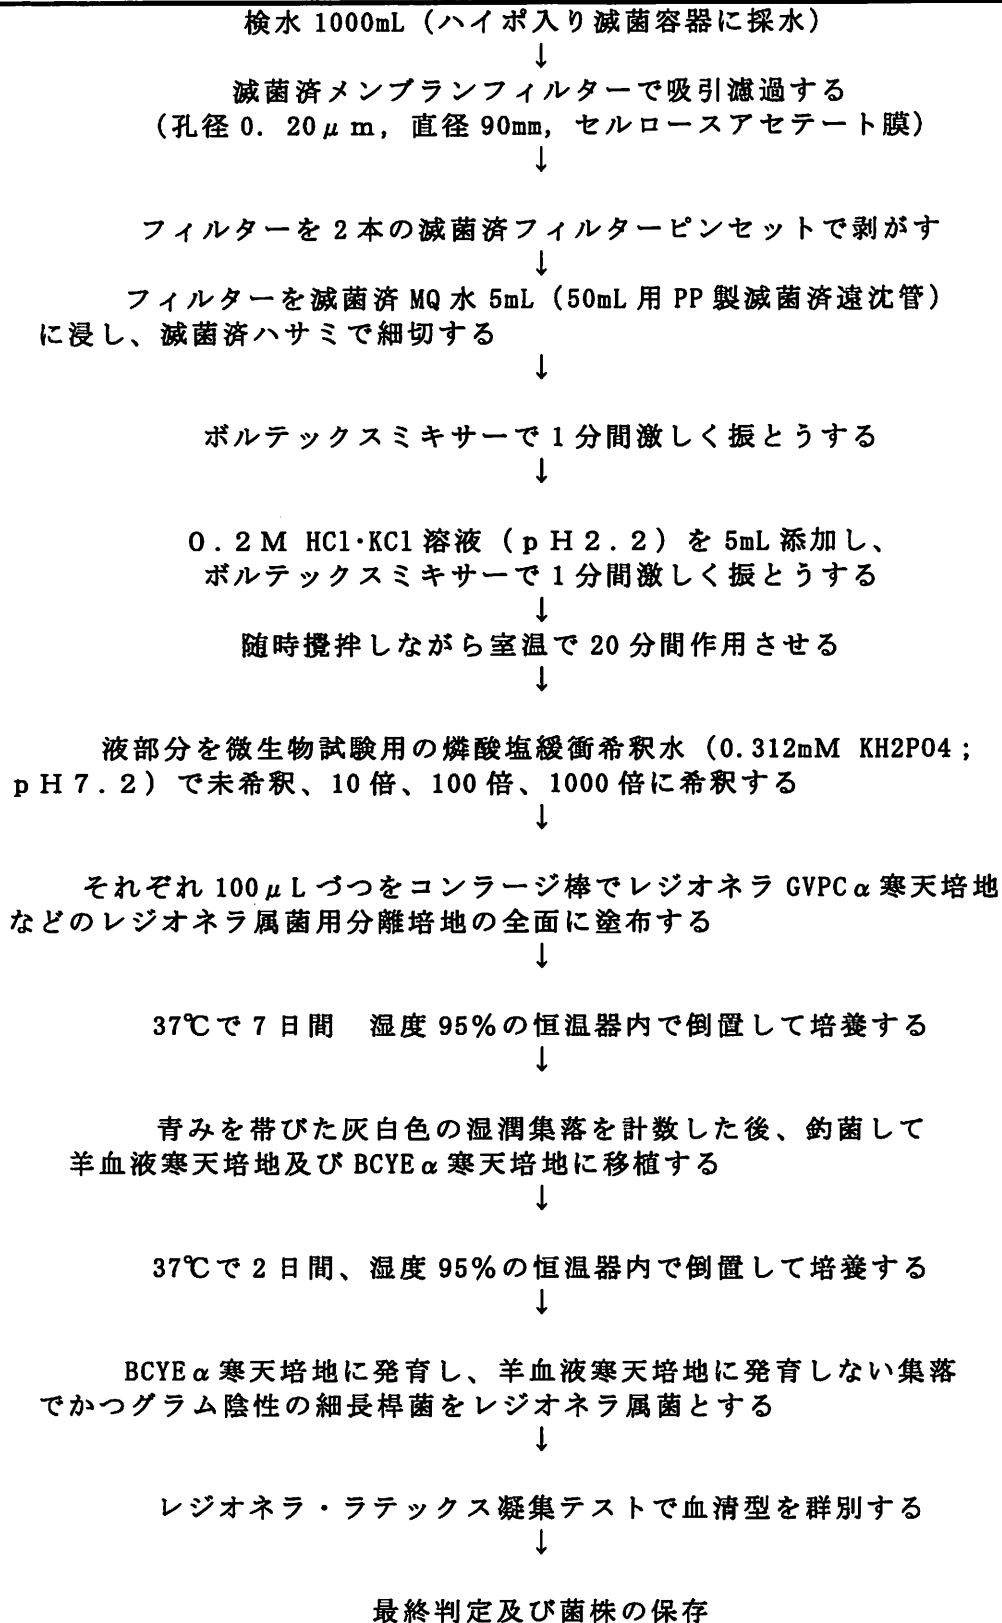 検水 1000mL（ハイポ入り滅菌容器に採水）
↓
滅菌済メンブランフィルターで吸引濾過する
（孔径 0. 20μm, 直径 90mm, セルロースアセテート膜）
↓
フィルターを 2 本の滅菌済フィルターピンセットで剥がす
↓
フィルターを滅菌済 MQ 水 5mL（50mL 用 PP 製滅菌済遠沈管）
に浸し、滅菌済ハサミで細切する
↓
ボルテックスミキサーで 1 分間激しく振とうする
↓
０．２Ｍ HCl･KCl 溶液（ｐＨ２．２）を 5mL 添加し、
ボルテックスミキサーで 1 分間激しく振とうする
↓
随時攪拌しながら室温で 20 分間作用させる
↓
液部分を微生物試験用の燐酸塩緩衝希釈水（0.312mM KH2PO4；
ｐＨ７．２）で未希釈、10 倍、100 倍、1000 倍に希釈する
↓
それぞれ 100μL づつをコンラージ棒でレジオネラ GVPCα寒天培地
などのレジオネラ属菌用分離培地の全面に塗布する
↓
37℃で 7 日間　湿度 95%の恒温器内で倒置して培養する
↓
青みを帯びた灰白色の湿潤集落を計数した後、釣菌して
羊血液寒天培地及び BCYEα寒天培地に移植する
↓
37℃で 2 日間、湿度 95%の恒温器内で倒置して培養する
↓
BCYEα寒天培地に発育し、羊血液寒天培地に発育しない集落
でかつグラム陰性の細長桿菌をレジオネラ属菌とする
↓
レジオネラ・ラテックス凝集テストで血清型を群別する
↓
最終判定及び菌株の保存